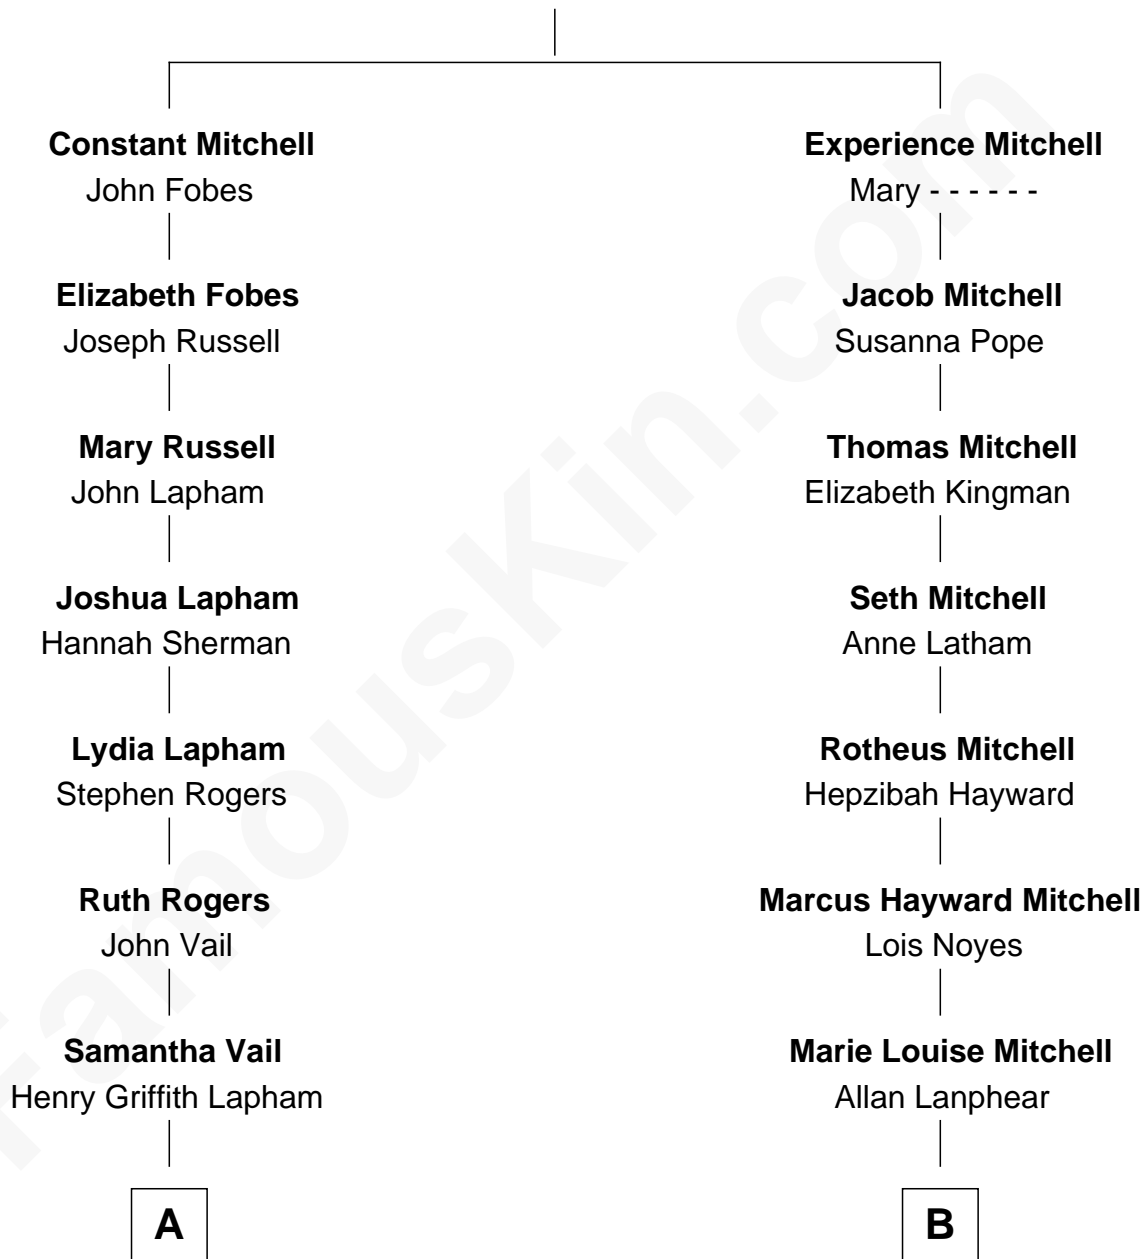 Constant Mitchell
John Fobes
Elizabeth Fobes
Joseph Russell
Mary Russell
John Lapham
Joshua Lapham
Hannah Sherman
Lydia Lapham
Stephen Rogers
Ruth Rogers
John Vail
Samantha Vail
Henry Griffith Lapham
A
Experience Mitchell
Mary - - - - - -
Jacob Mitchell
Susanna Pope
Thomas Mitchell
Elizabeth Kingman
Seth Mitchell
Anne Latham
Rotheus Mitchell
Hepzibah Hayward
Marcus Hayward Mitchell
Lois Noyes
Marie Louise Mitchell
Allan Lanphear
B
FamousKin.com